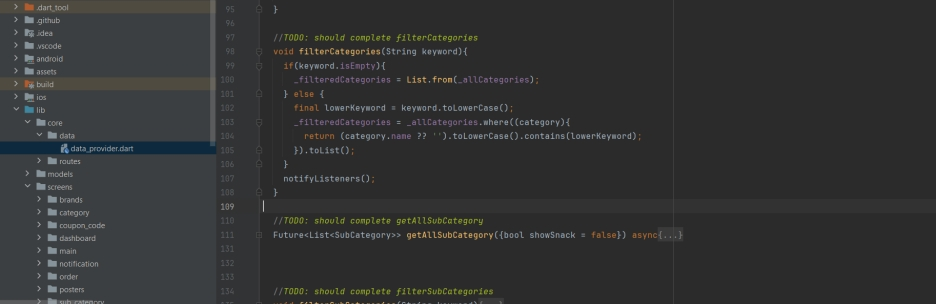 .dart_tool
.github
.idea
.vscode
android
assets
build
ios
lib
core
data
data_provider.dart
routes
models
screens
brands
category
coupon_code
dashboard
main
notification
order
posters
sub_category
95 }
96
97 //TODO: should complete filterCategories
98 void filterCategories(String keyword){
99 if(keyword.isEmpty){
100 _filteredCategories = List.from(_allCategories);
101 } else {
102 final lowerKeyword = keyword.toLowerCase();
103 _filteredCategories = _allCategories.where((category){
104 return (category.name ?? '').toLowerCase().contains(lowerKeyword);
105 }).toList();
106 }
107 notifyListeners();
108 }
109
110 //TODO: should complete getAllSubCategory
111 Future<List<SubCategory>> getAllSubCategory({bool showSnack = false}) async{...}
132
133
134 //TODO: should complete filterSubCategories
135 void filterSubCategories(String keyword){...}